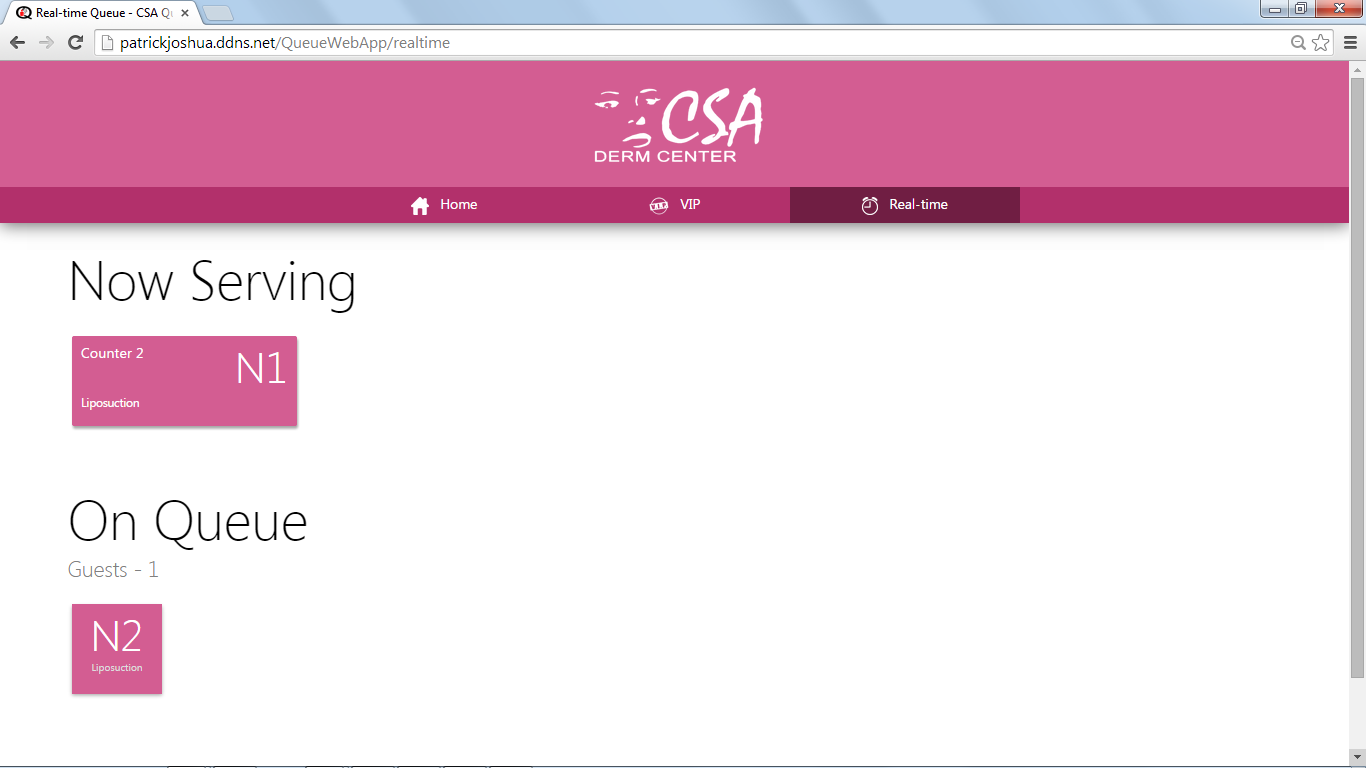 Real-time Queue - CSA Qu
patrickjoshua.ddns.net/QueueWebApp/realtime
CSA
DERM CENTER
Home
VIP
Real-time
Now Serving
Counter 2
N1
Liposuction
On Queue
Guests - 1
N2
Liposuction